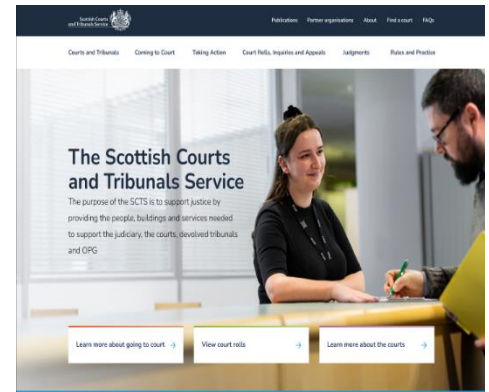 Scottish Courts
and Tribunals Service
Publications Partner organisations About Find a court FAQs
Courts and Tribunals Coming to Court Taking Action Court Rolls, Inquiries and Appeals Judgments Rules and Practice
The Scottish Courts
and Tribunals Service
The purpose of the SCTS is to support justice by
providing the people, buildings and services needed
to support the judiciary, the courts, devolved tribunals
and OPG
Learn more about going to court → View court rolls → Learn more about the courts →